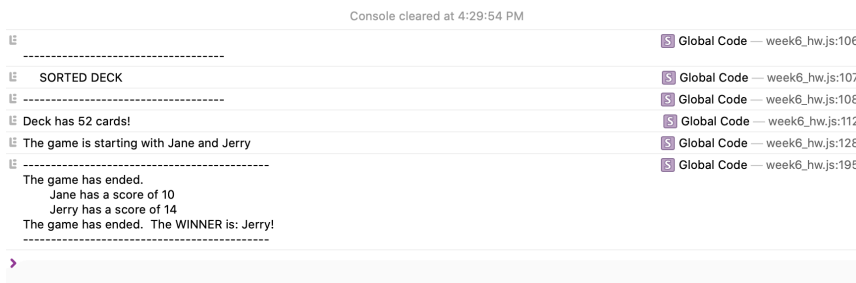 Console cleared at 4:29:54 PM
S Global Code — week6_hw.js:106
-----------------------------------
SORTED DECK S Global Code — week6_hw.js:107
----------------------------------- S Global Code — week6_hw.js:108
Deck has 52 cards! S Global Code — week6_hw.js:112
The game is starting with Jane and Jerry S Global Code — week6_hw.js:128
------------------------------------------- S Global Code — week6_hw.js:195
The game has ended.
Jane has a score of 10
Jerry has a score of 14
The game has ended.  The WINNER is: Jerry!
-------------------------------------------